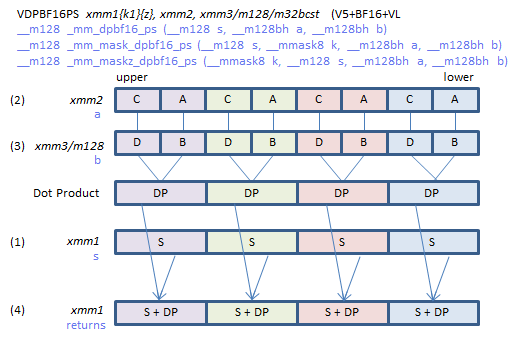 VDPBF16PS xmm1{k1}{z}, xmm2, xmm3/m128/m32bcst (V5+BF16+VL
__m128 _mm_dpbf16_ps (__m128 s, __m128bh a, __m128bh b)
__m128 _mm_mask_dpbf16_ps (__m128 s, __mmask8 k, __m128bh a, __m128bh b)
__m128 _mm_maskz_dpbf16_ps (__mmask8 k, __m128 s, __m128bh a, __m128bh b)
upper lower
(2) xmm2 C A C A C A C A
a
(3) xmm3/m128 D B D B D B D B
b
Dot Product DP DP DP DP
(1) xmm1 S S S S
s
(4) xmm1 S + DP S + DP S + DP S + DP
returns